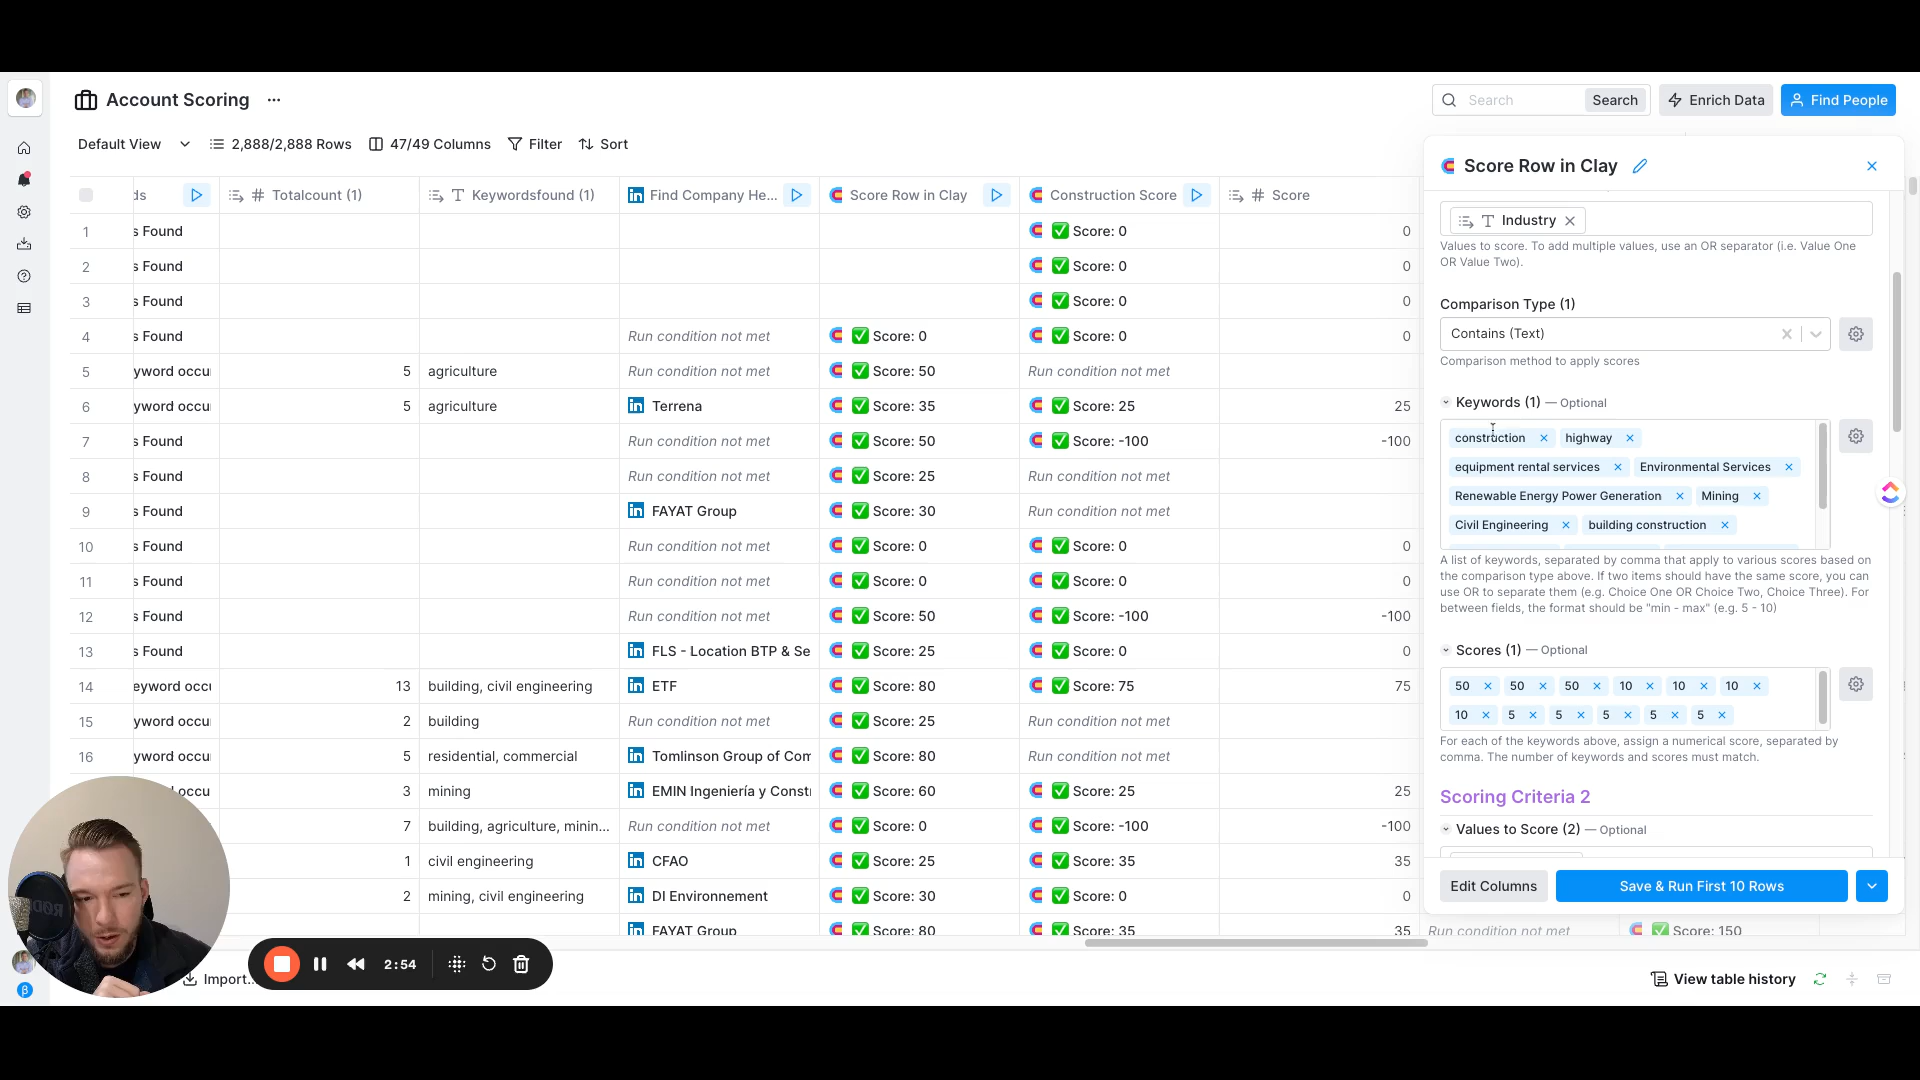 Account Scoring ...
Search Search Enrich Data Find People
Default View 2,888/2,888 Rows 47/49 Columns Filter Sort
ds # Totalcount (1) T Keywordsfound (1) Find Company He... Score Row in Clay Construction Score # Score
1 s Found Score: 0 0
2 s Found Score: 0 0
3 s Found Score: 0 0
4 s Found Run condition not met Score: 0 Score: 0 0
5 yword occu 5 agriculture Run condition not met Score: 50 Run condition not met
6 yword occu 5 agriculture Terrena Score: 35 Score: 25 25
7 s Found Run condition not met Score: 50 Score: -100 -100
8 s Found Run condition not met Score: 25 Run condition not met
9 s Found FAYAT Group Score: 30 Run condition not met
10 s Found Run condition not met Score: 0 Score: 0 0
11 s Found Run condition not met Score: 0 Score: 0 0
12 s Found Run condition not met Score: 50 Score: -100 -100
13 s Found FLS - Location BTP & Se Score: 25 Score: 0 0
14 eyword occu 13 building, civil engineering ETF Score: 80 Score: 75 75
15 yword occu 2 building Run condition not met Score: 25 Run condition not met
16 yword occu 5 residential, commercial Tomlinson Group of Com Score: 80 Run condition not met
occu 3 mining EMIN Ingeniería y Const Score: 60 Score: 25 25
7 building, agriculture, minin... Run condition not met Score: 0 Score: -100 -100
1 civil engineering CFAO Score: 25 Score: 35 35
2 mining, civil engineering DI Environnement Score: 30 Score: 0 0
FAYAT Group Score: 80 Score: 35 35 Run condition not met Score: 150
Score Row in Clay
T Industry
Values to score. To add multiple values, use an OR separator (i.e. Value One
OR Value Two).
Comparison Type (1)
Contains (Text)
Comparison method to apply scores
Keywords (1) — Optional
construction highway
equipment rental services Environmental Services
Renewable Energy Power Generation Mining
Civil Engineering building construction
A list of keywords, separated by comma that apply to various scores based on
the comparison type above. If two items should have the same score, you can
use OR to separate them (e.g. Choice One OR Choice Two, Choice Three). For
between fields, the format should be "min - max" (e.g. 5 - 10)
Scores (1) — Optional
50 50 50 10 10 10
10 5 5 5 5 5
For each of the keywords above, assign a numerical score, separated by
comma. The number of keywords and scores must match.
Scoring Criteria 2
Values to Score (2) — Optional
Edit Columns Save & Run First 10 Rows
RØDE
2:54
β Import... View table history